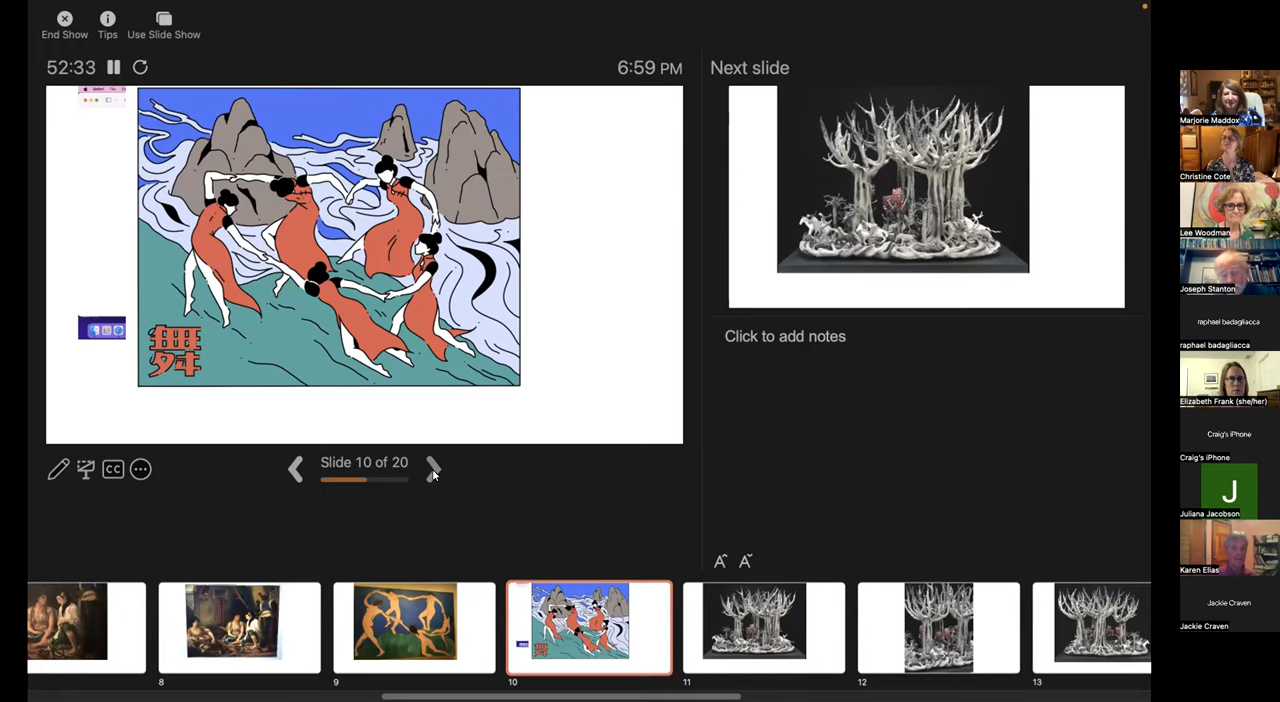 End Show
Tips
Use Slide Show
52:33
6:59 PM
Next slide
舞
Click to add notes
Slide 10 of 20
CC
A
A
8
9
10
11
12
13
Marjorie Maddox
Christine Cote
Lee Woodman
Joseph Stanton
raphael badagliacca
raphael badagliacca
Elizabeth Frank (she/her)
Craig's iPhone
Craig's iPhone
J
Juliana Jacobson
Karen Elias
Jackie Craven
Jackie Craven